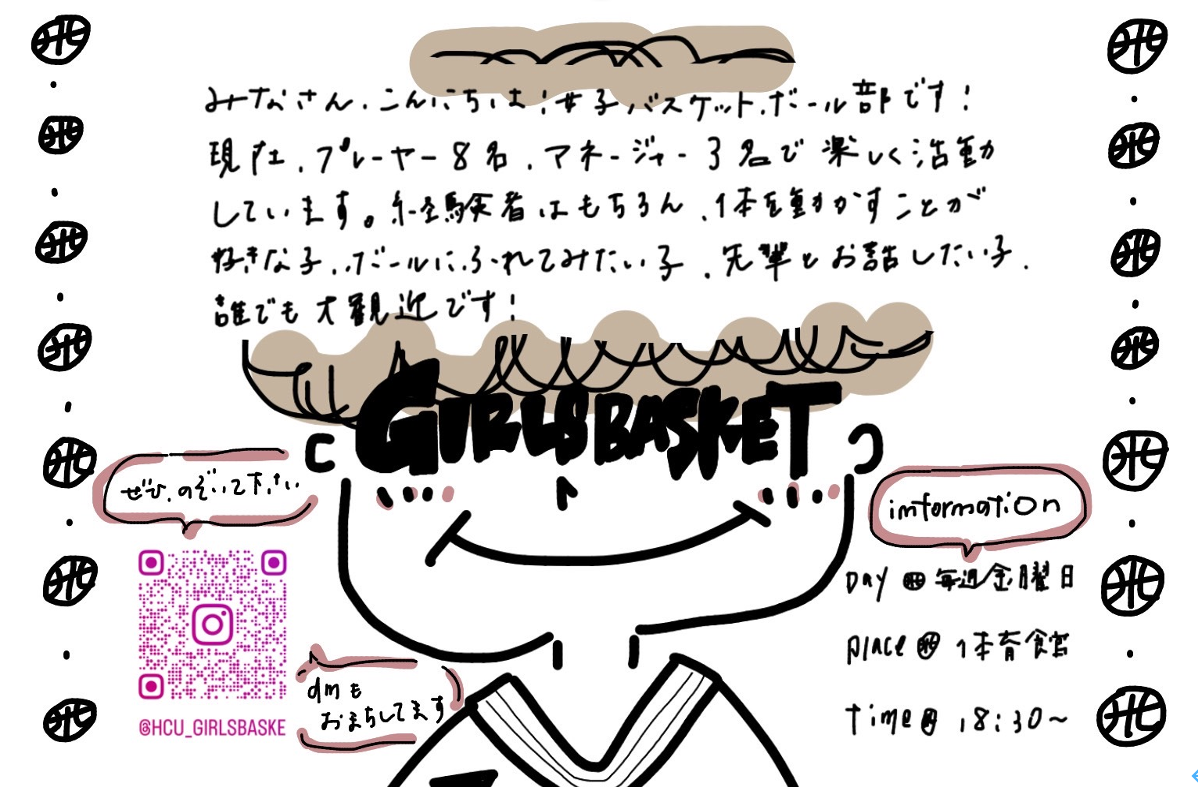 みなさん、こんにちは！女子バスケットボール部です！
現在、プレーヤー8名、マネージャー3名で楽しく活動
しています。経験者はもちろん、体を動かすことが
好きな子、ボールにふれてみたい子、先輩とお話したい子、
誰でも大歓迎です！
GIRLSBASKET
ぜひ、のぞいて下さい
@HCU_GIRLSBASKE
dmも
おまちしてます
imformation
Day 毎週金曜日
place 体育館
time 18:30～